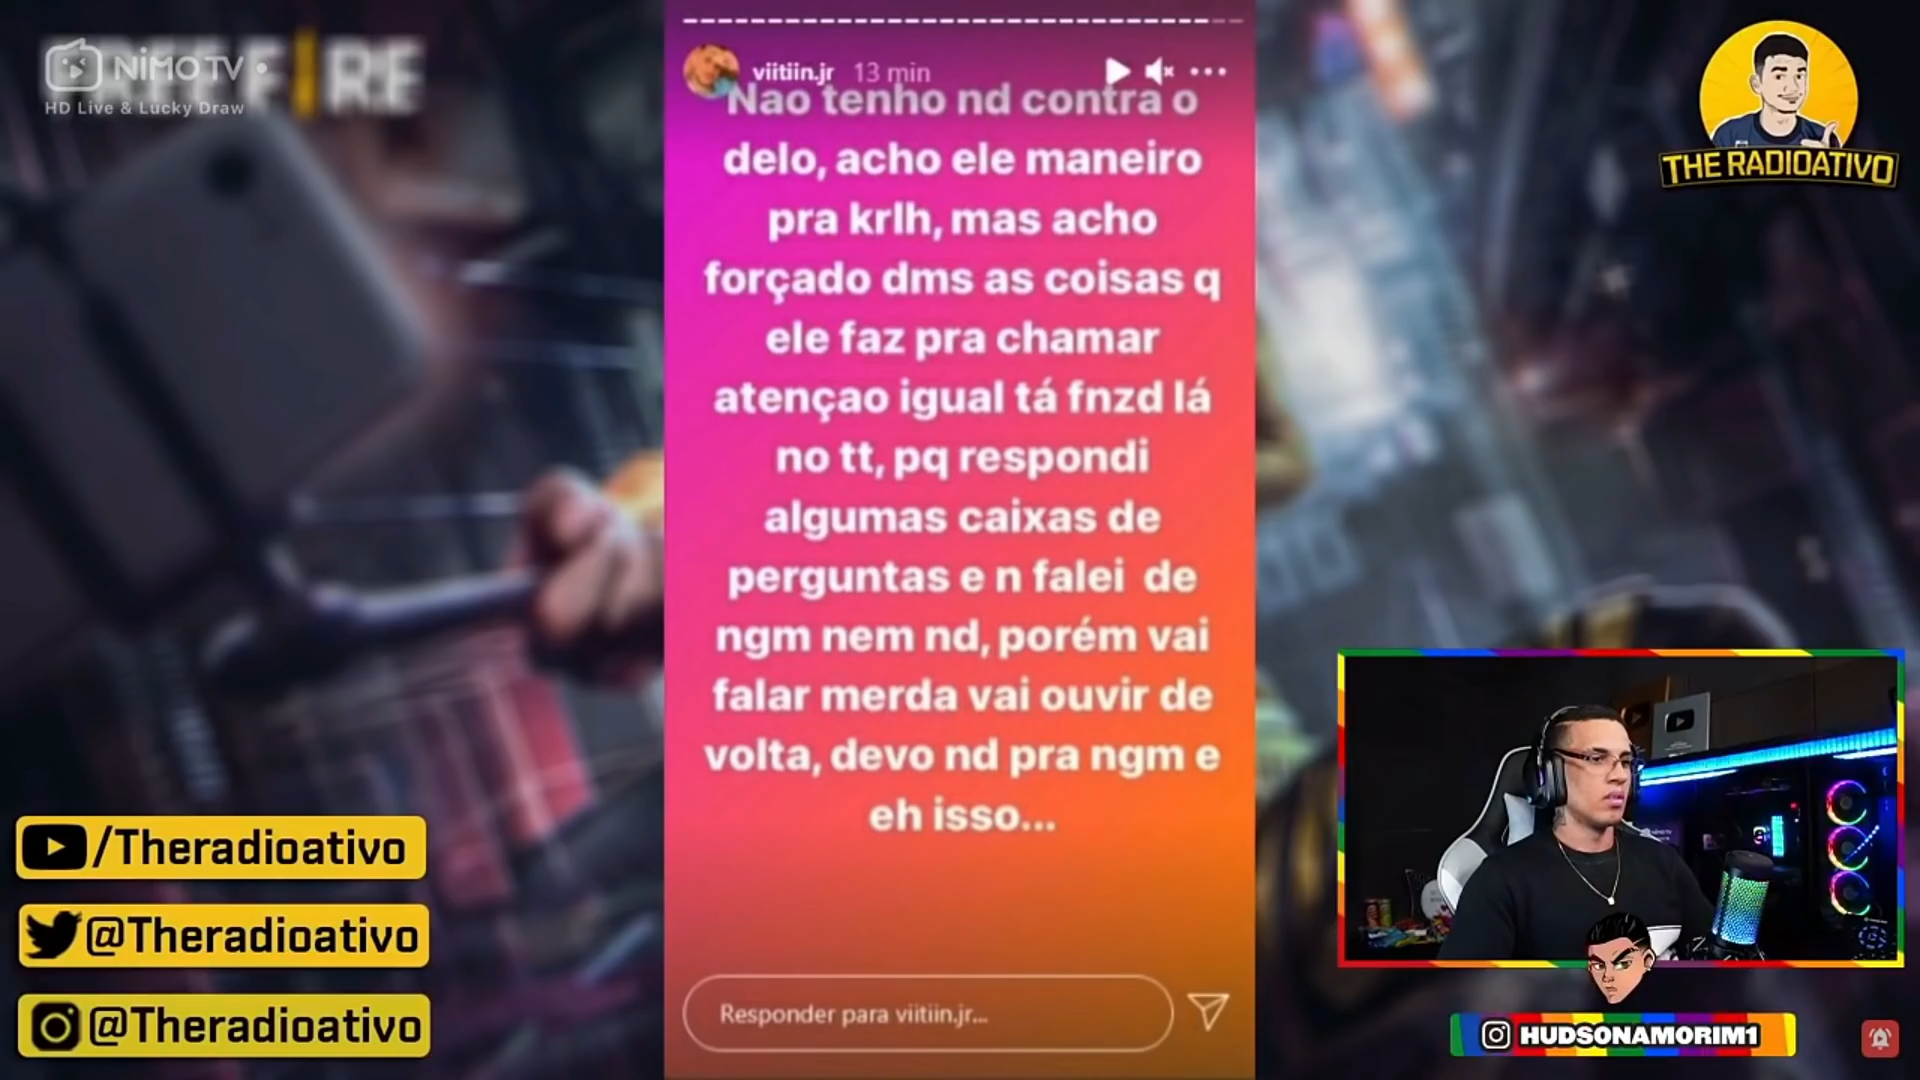 NiMO TV
HD Live & Lucky Draw
FREE FIRE
viitiin.jr 13 min
Nao tenho nd contra o
delo, acho ele maneiro
pra krlh, mas acho
forçado dms as coisas q
ele faz pra chamar
atençao igual tá fnzd lá
no tt, pq respondi
algumas caixas de
perguntas e n falei de
ngm nem nd, porém vai
falar merda vai ouvir de
volta, devo nd pra ngm e
eh isso...
Responder para viitiin.jr...
THE RADIOATIVO
/Theradioativo
@Theradioativo
@Theradioativo
HUDSONAMORIM1